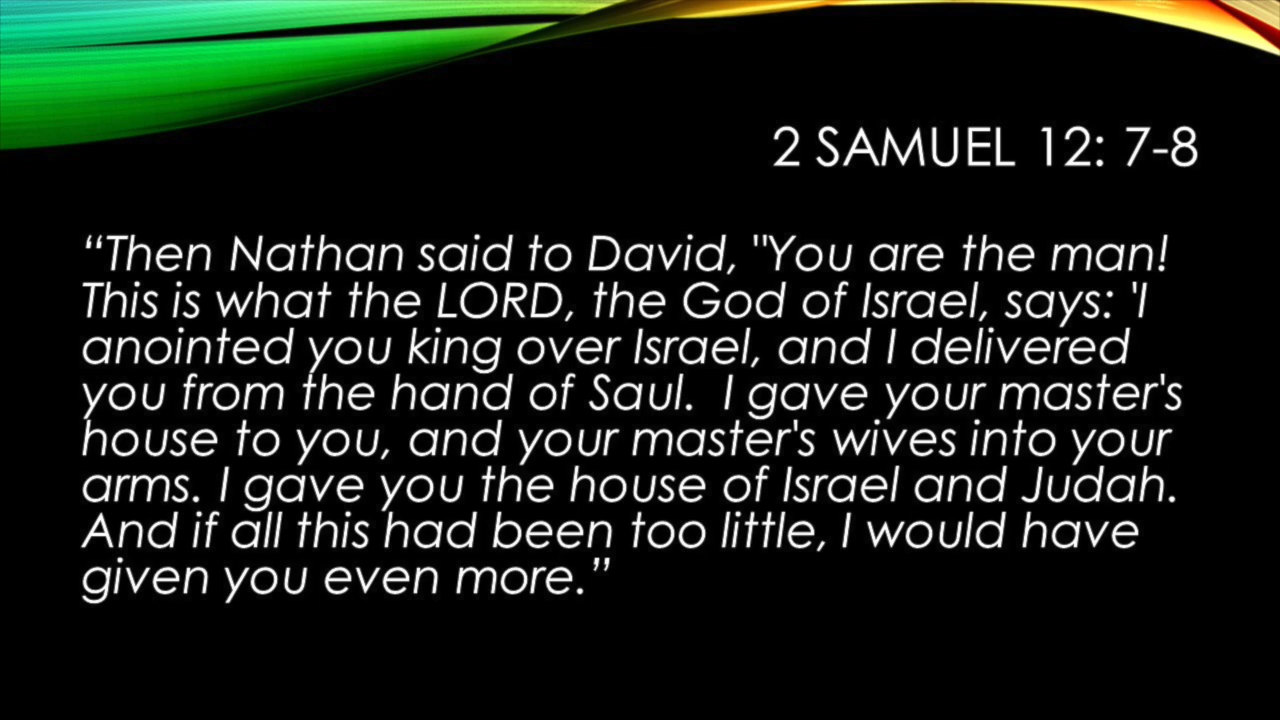 2 SAMUEL 12: 7-8
“Then Nathan said to David, "You are the man!
This is what the LORD, the God of Israel, says: 'I
anointed you king over Israel, and I delivered
you from the hand of Saul.  I gave your master's
house to you, and your master's wives into your
arms. I gave you the house of Israel and Judah.
And if all this had been too little, I would have
given you even more.”